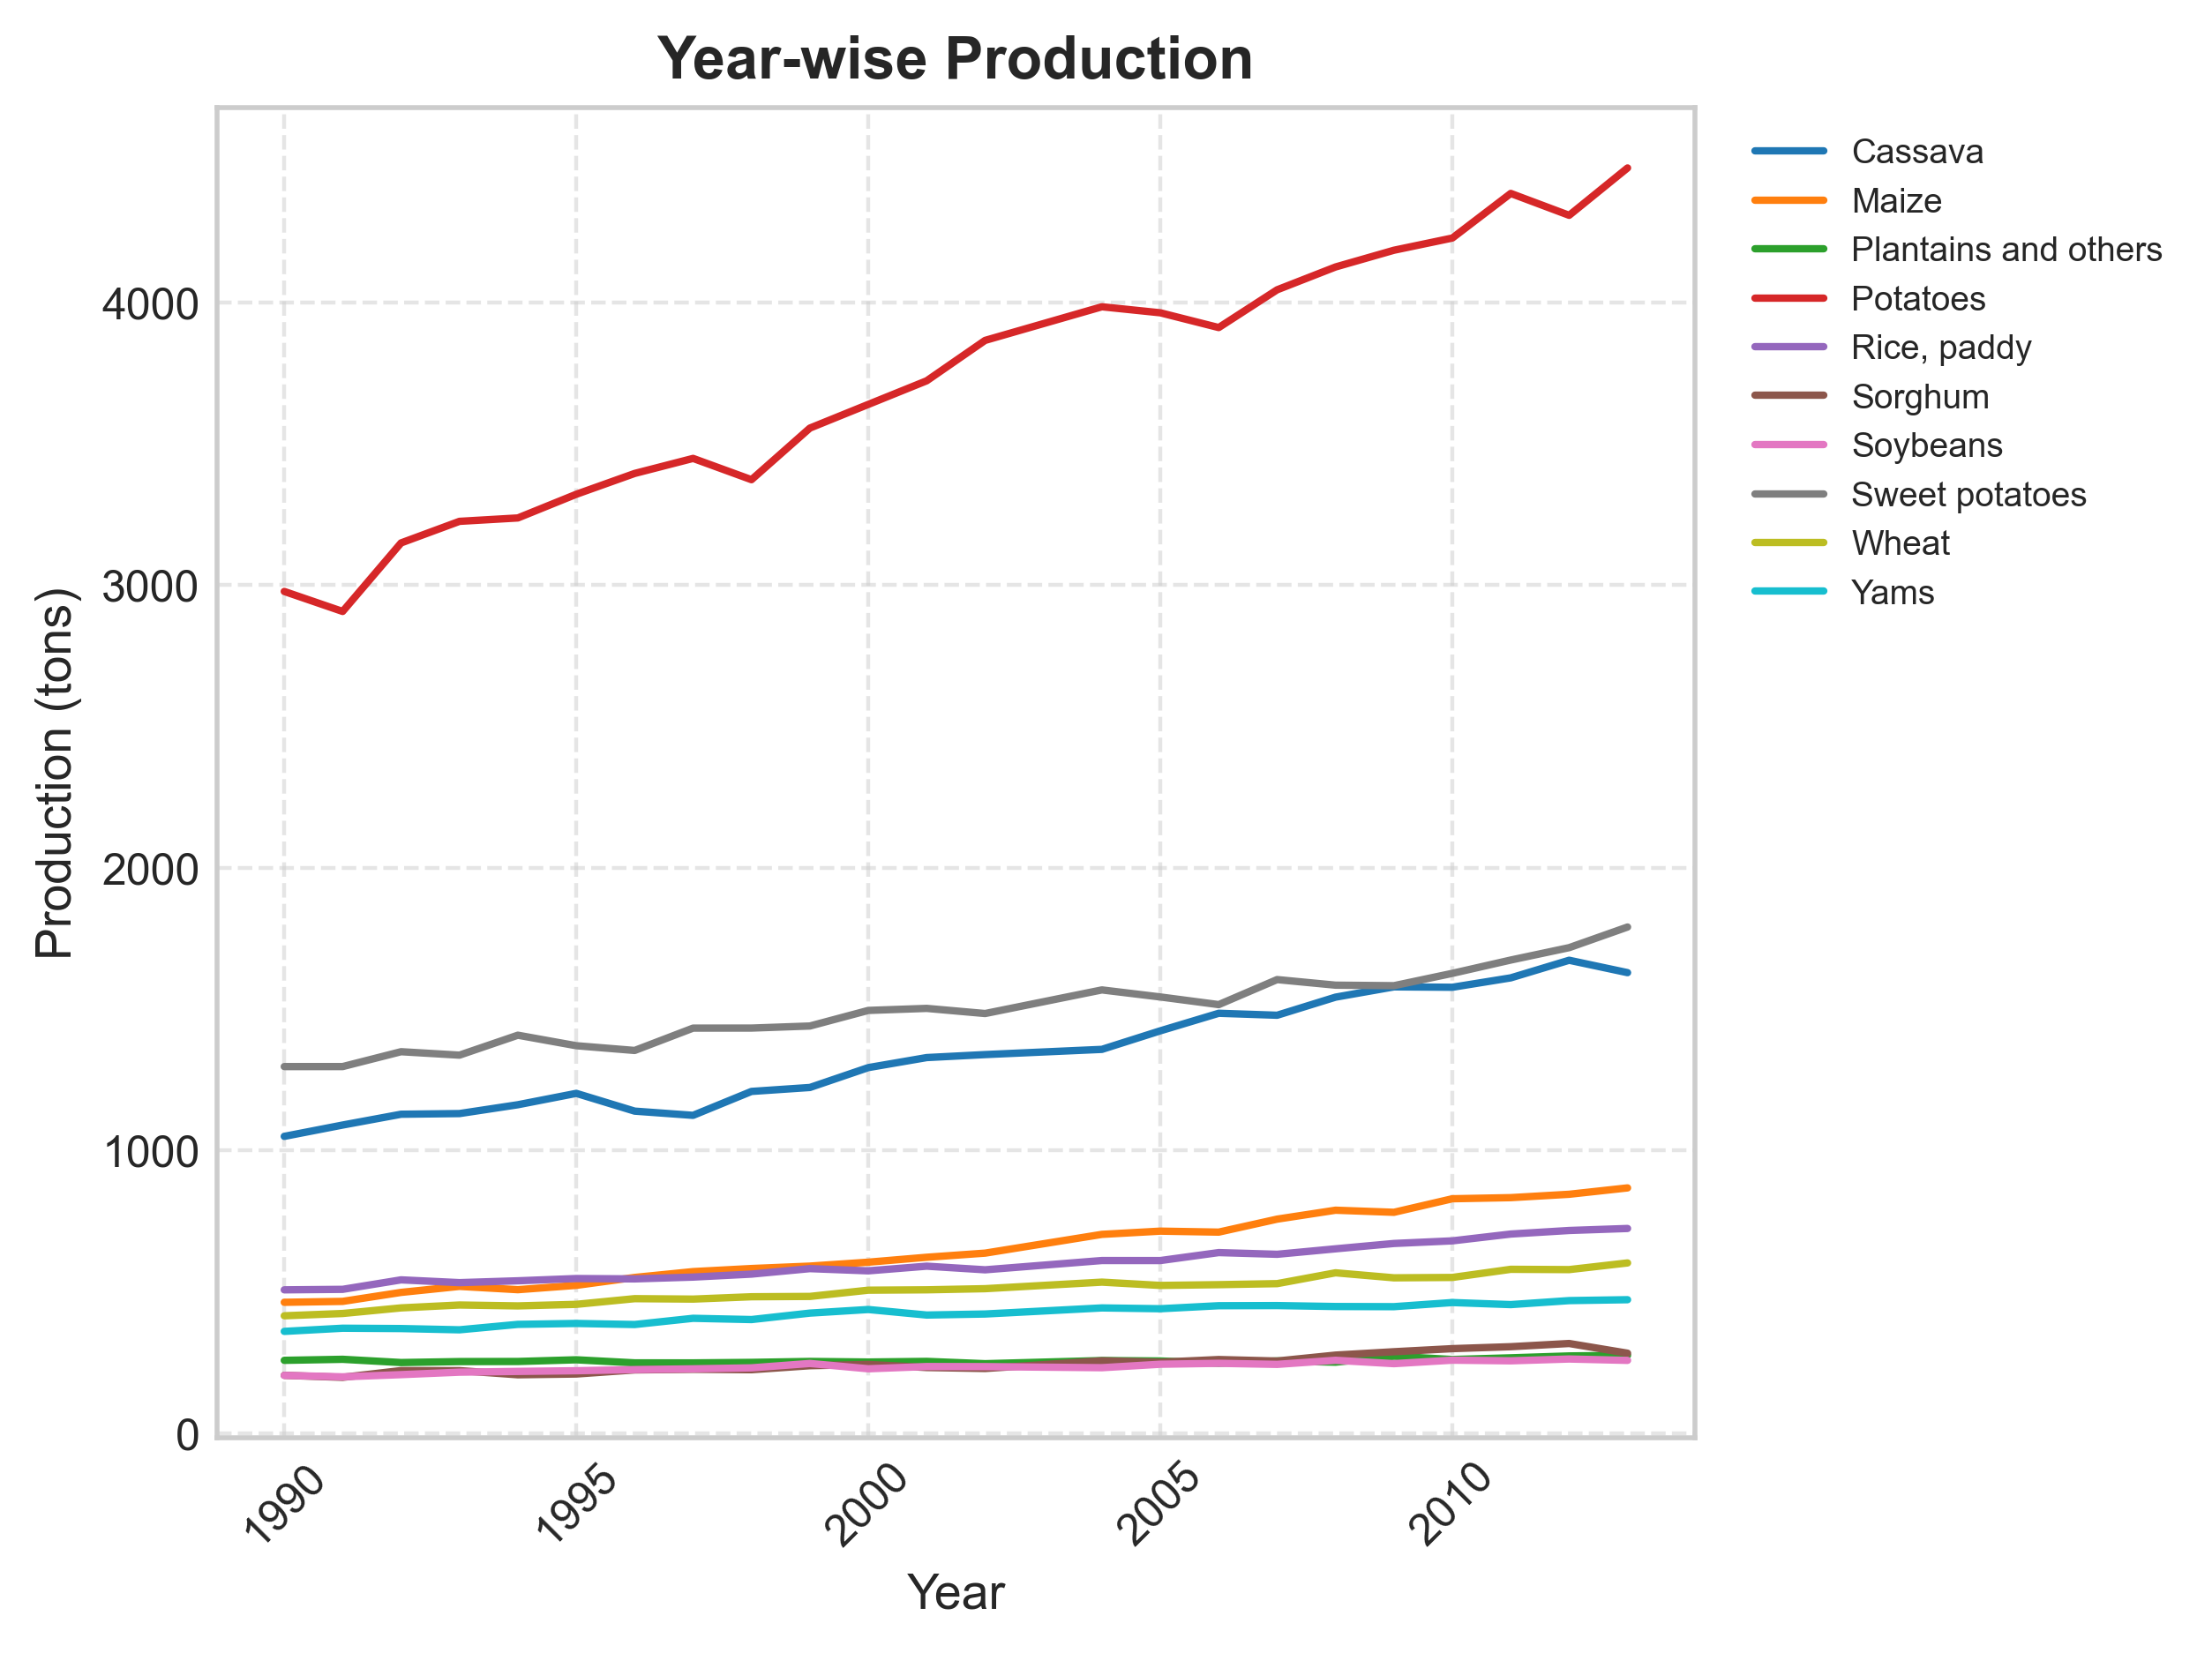 Year-wise Production
Production (tons)
4000
3000
2000
1000
0
1990
1995
2000
2005
2010
Year
Cassava
Maize
Plantains and others
Potatoes
Rice, paddy
Sorghum
Soybeans
Sweet potatoes
Wheat
Yams